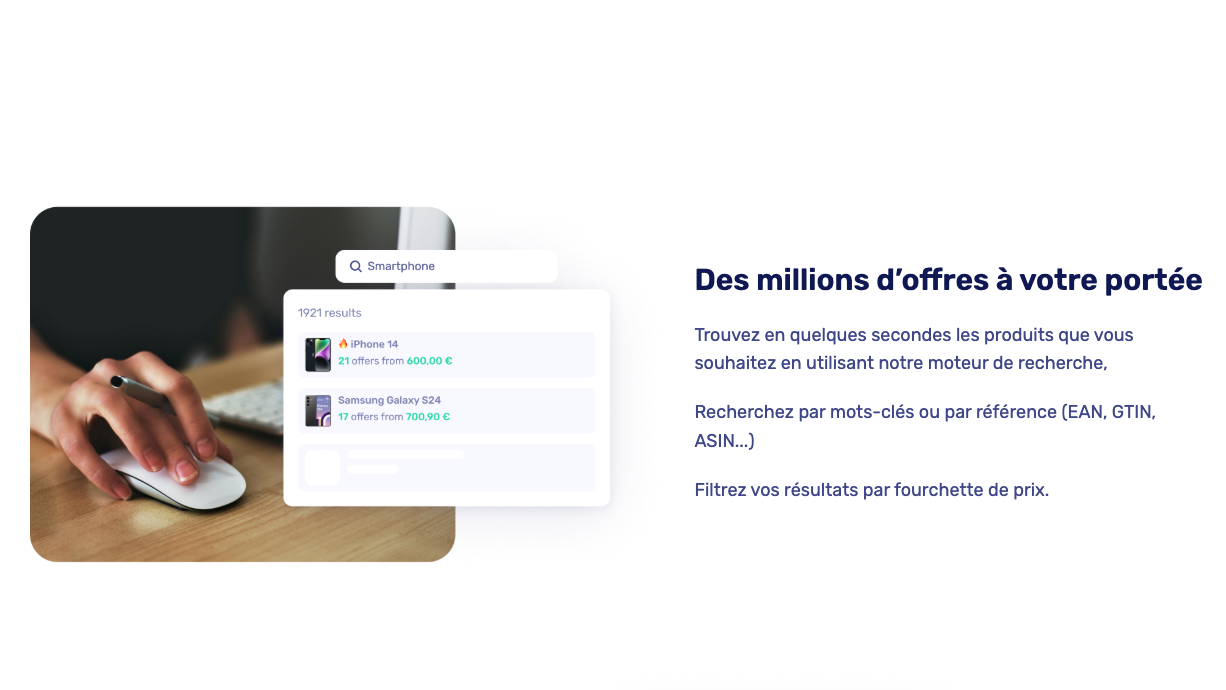 Smartphone
1921 results
🔥 iPhone 14
21 offers from 600,00 €
Samsung Galaxy S24
17 offers from 700,90 €
Des millions d’offres à votre portée
Trouvez en quelques secondes les produits que vous
souhaitez en utilisant notre moteur de recherche,
Recherchez par mots-clés ou par référence (EAN, GTIN,
ASIN...)
Filtrez vos résultats par fourchette de prix.